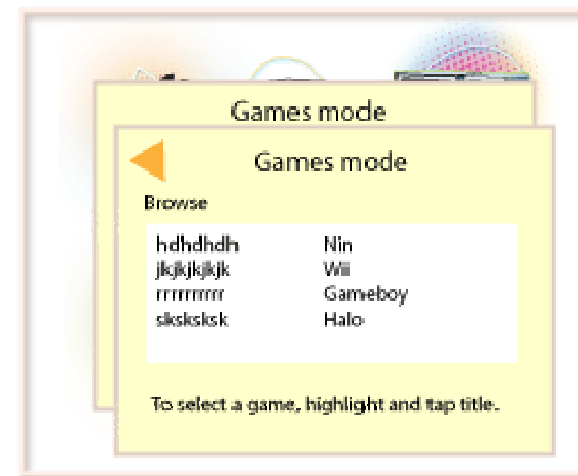 Games mode
Games mode
Browse
hdhdhdh Nin
jkjkjkjkjk Wii
rrrrrrrrrr Gameboy
sksksksk Halo
To select a game, highlight and tap title.